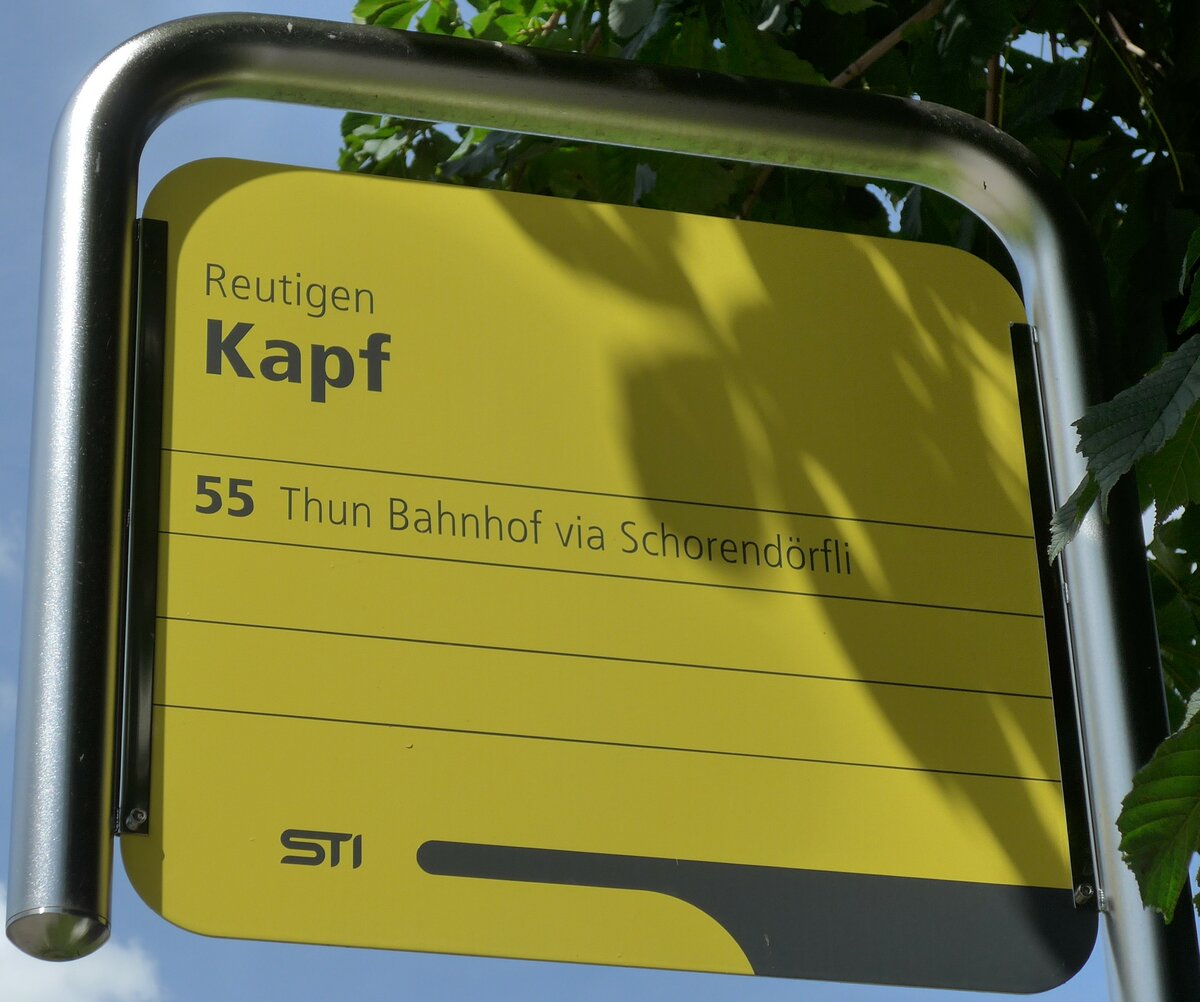 Reutigen
Kapf
55 Thun Bahnhof via Schorendörfli
STI